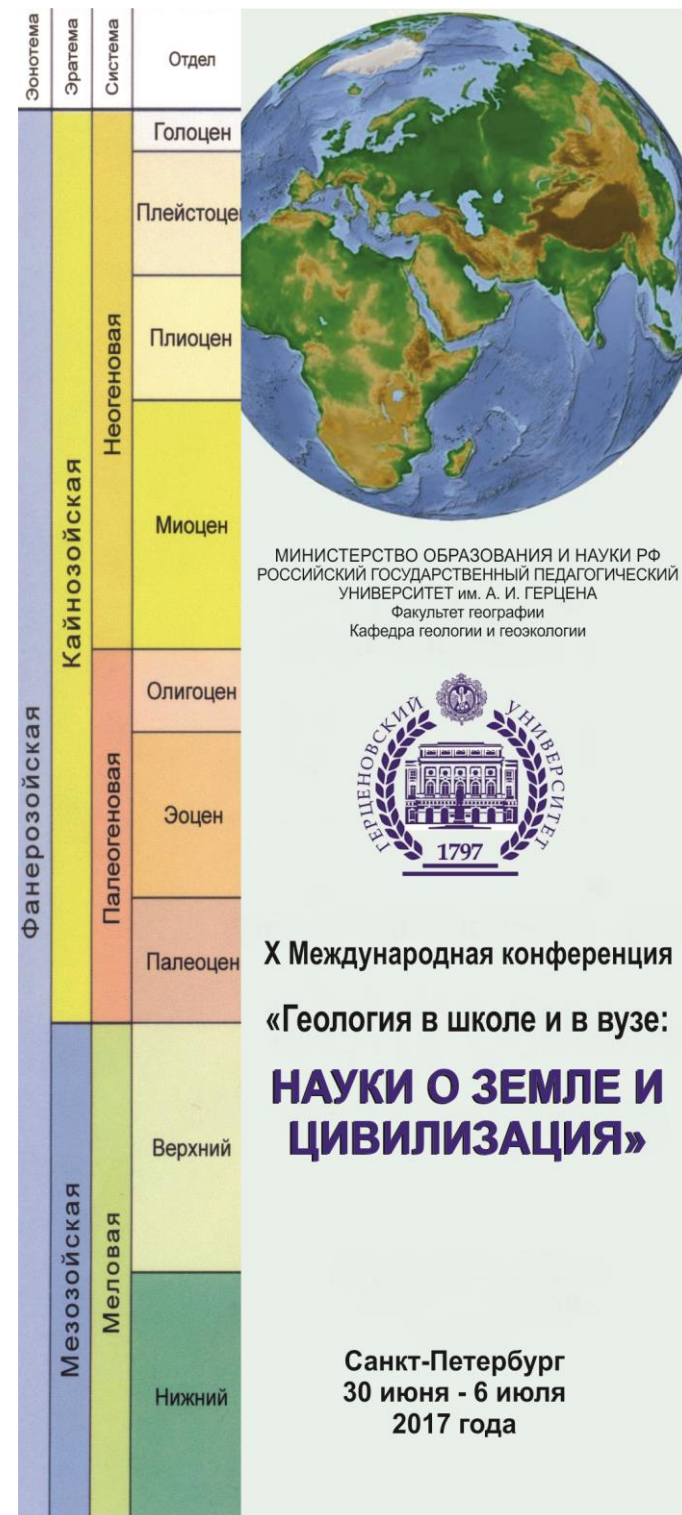 Эонотема
Эратема
Система
Отдел
Фанерозойская
Кайнозойская
Мезозойская
Неогеновая
Палеогеновая
Меловая
Голоцен
Плейстоце
Плиоцен
Миоцен
Олигоцен
Эоцен
Палеоцен
Верхний
Нижний
МИНИСТЕРСТВО ОБРАЗОВАНИЯ И НАУКИ РФ
РОССИЙСКИЙ ГОСУДАРСТВЕННЫЙ ПЕДАГОГИЧЕСКИЙ
УНИВЕРСИТЕТ им. А. И. ГЕРЦЕНА
Факультет географии
Кафедра геологии и геоэкологии
ГЕРЦЕНОВСКИЙ УНИВЕРСИТЕТ
1797
X Международная конференция
«Геология в школе и в вузе:
НАУКИ О ЗЕМЛЕ И
ЦИВИЛИЗАЦИЯ»
Санкт-Петербург
30 июня - 6 июля
2017 года